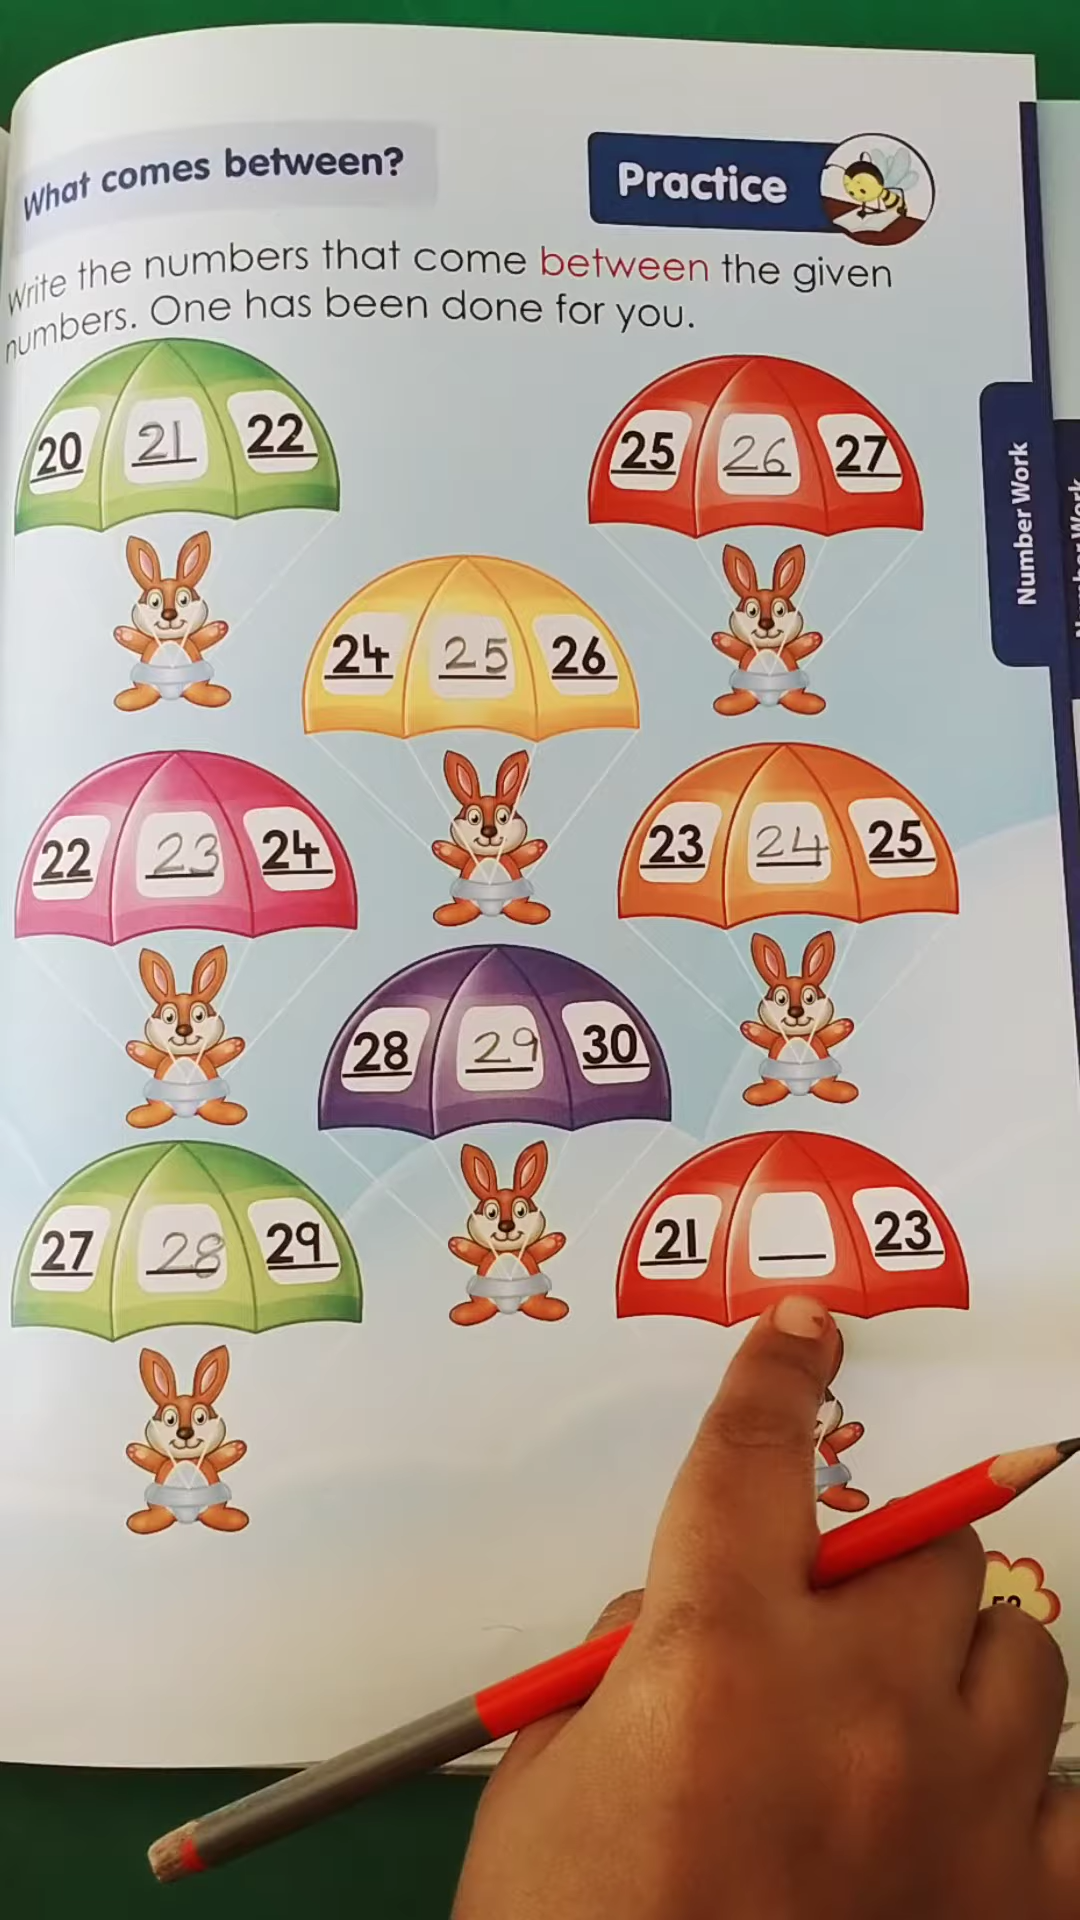 What comes between?
Practice
Write the numbers that come between the given
numbers. One has been done for you.
20 21 22
25 26 27
24 25 26
22 23 24
23 24 25
28 29 30
27 28 29
21 __ 23
Number Work